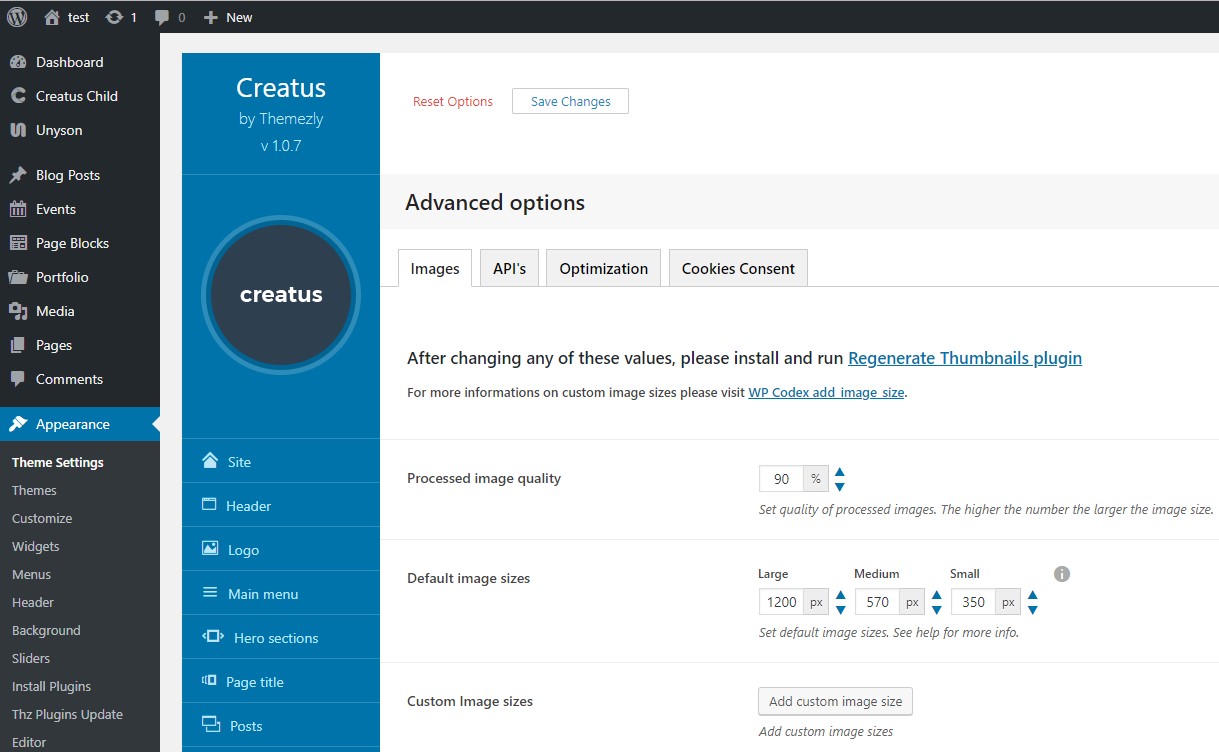 test 1 0 New
Dashboard
Creatus Child
Unyson
Blog Posts
Events
Page Blocks
Portfolio
Media
Pages
Comments
Appearance
Theme Settings
Themes
Customize
Widgets
Menus
Header
Background
Sliders
Install Plugins
Thz Plugins Update
Editor
Creatus
by Themezly
v 1.0.7
creatus
Site
Header
Logo
Main menu
Hero sections
Page title
Posts
Reset Options Save Changes
Advanced options
Images API's Optimization Cookies Consent
After changing any of these values, please install and run Regenerate Thumbnails plugin
For more informations on custom image sizes please visit WP Codex add_image_size.
Processed image quality 90 %
Set quality of processed images. The higher the number the larger the image size.
Large Medium Small
Default image sizes 1200 px 570 px 350 px
Set default image sizes. See help for more info.
Custom Image sizes Add custom image size
Add custom image sizes